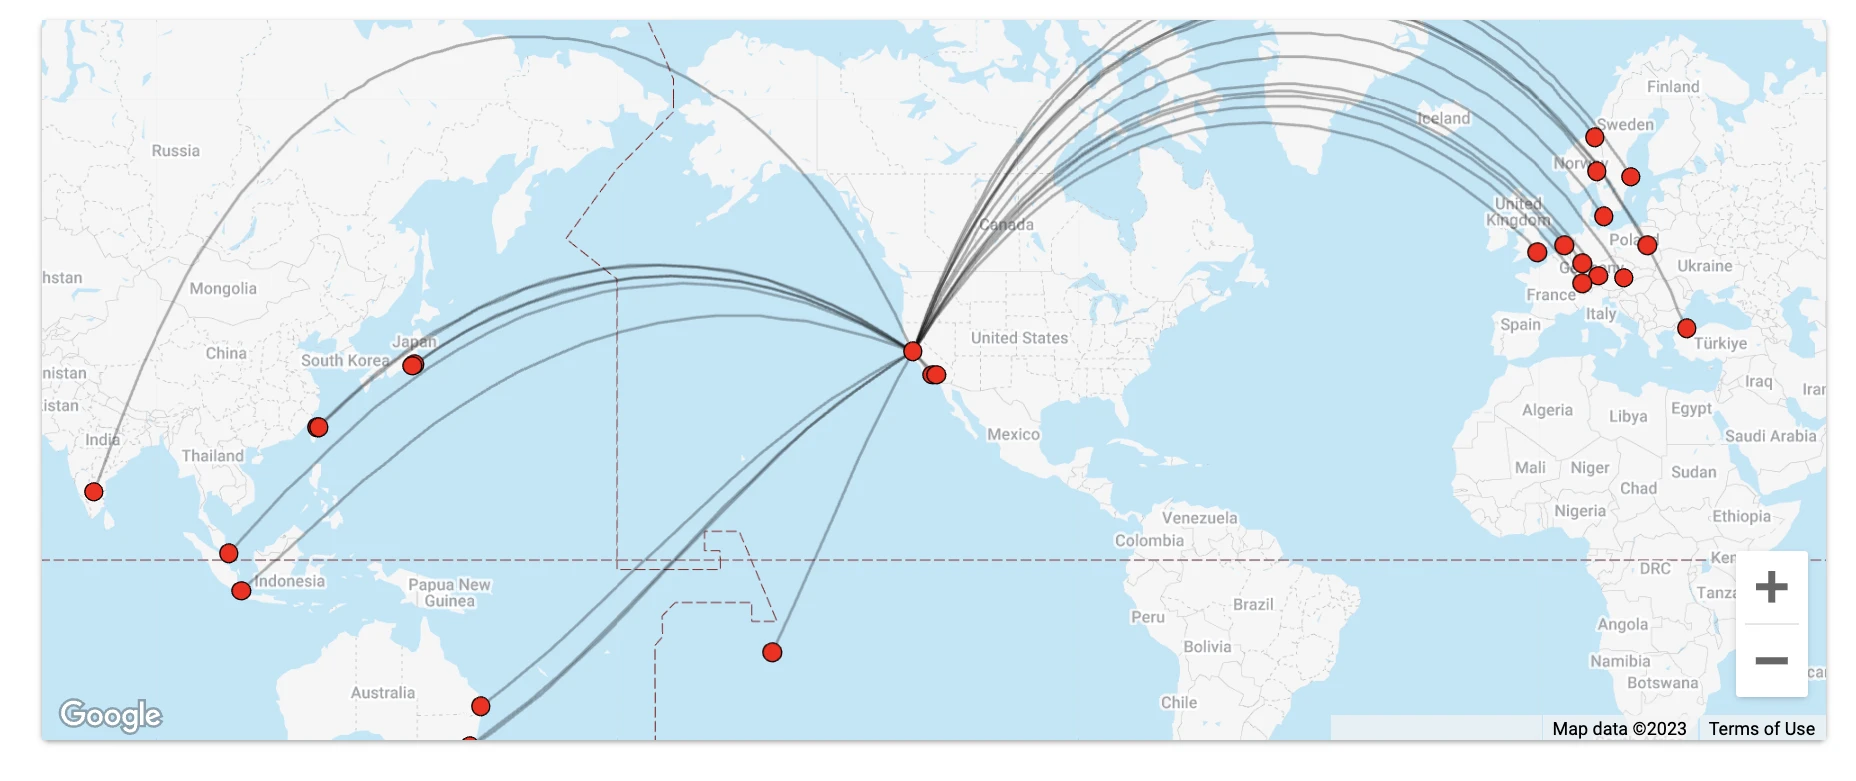 Finland
Iceland
Sweden
Russia
Norway
United
Kingdom
Canada
Poland
Germany
Ukraine
hstan
Mongolia
France
Italy
Spain
Türkiye
Japan
South Korea
China
United States
nistan
Iraq
Iran
istan
Algeria
Libya
Egypt
India
Mexico
Saudi Arabia
Thailand
Mali
Niger
Sudan
Chad
Venezuela
Nigeria
Ethiopia
Colombia
Ken
DRC
Indonesia
Papua New
Guinea
Tanza
Brazil
Peru
Angola
Bolivia
Namibia
Botswana
car
Australia
Chile
+
−
Google
Map data ©2023
Terms of Use